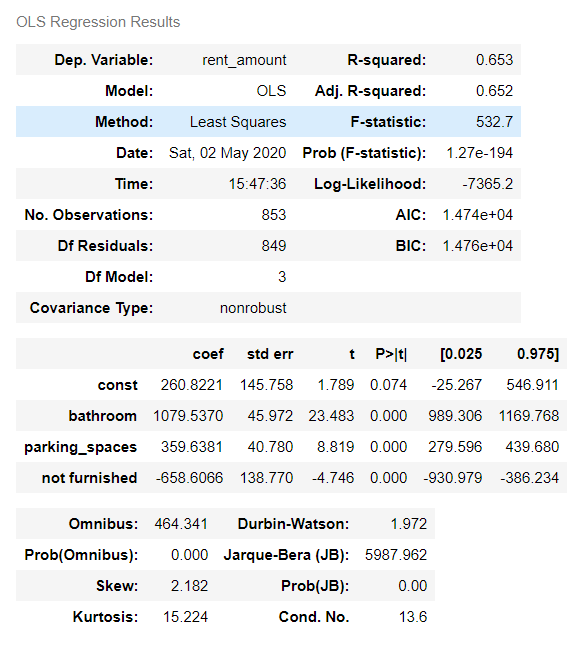 OLS Regression Results
Dep. Variable: rent_amount R-squared: 0.653
Model: OLS Adj. R-squared: 0.652
Method: Least Squares F-statistic: 532.7
Date: Sat, 02 May 2020 Prob (F-statistic): 1.27e-194
Time: 15:47:36 Log-Likelihood: -7365.2
No. Observations: 853 AIC: 1.474e+04
Df Residuals: 849 BIC: 1.476e+04
Df Model: 3
Covariance Type: nonrobust
coef std err t P>|t| [0.025 0.975]
const 260.8221 145.758 1.789 0.074 -25.267 546.911
bathroom 1079.5370 45.972 23.483 0.000 989.306 1169.768
parking_spaces 359.6381 40.780 8.819 0.000 279.596 439.680
not furnished -658.6066 138.770 -4.746 0.000 -930.979 -386.234
Omnibus: 464.341 Durbin-Watson: 1.972
Prob(Omnibus): 0.000 Jarque-Bera (JB): 5987.962
Skew: 2.182 Prob(JB): 0.00
Kurtosis: 15.224 Cond. No. 13.6